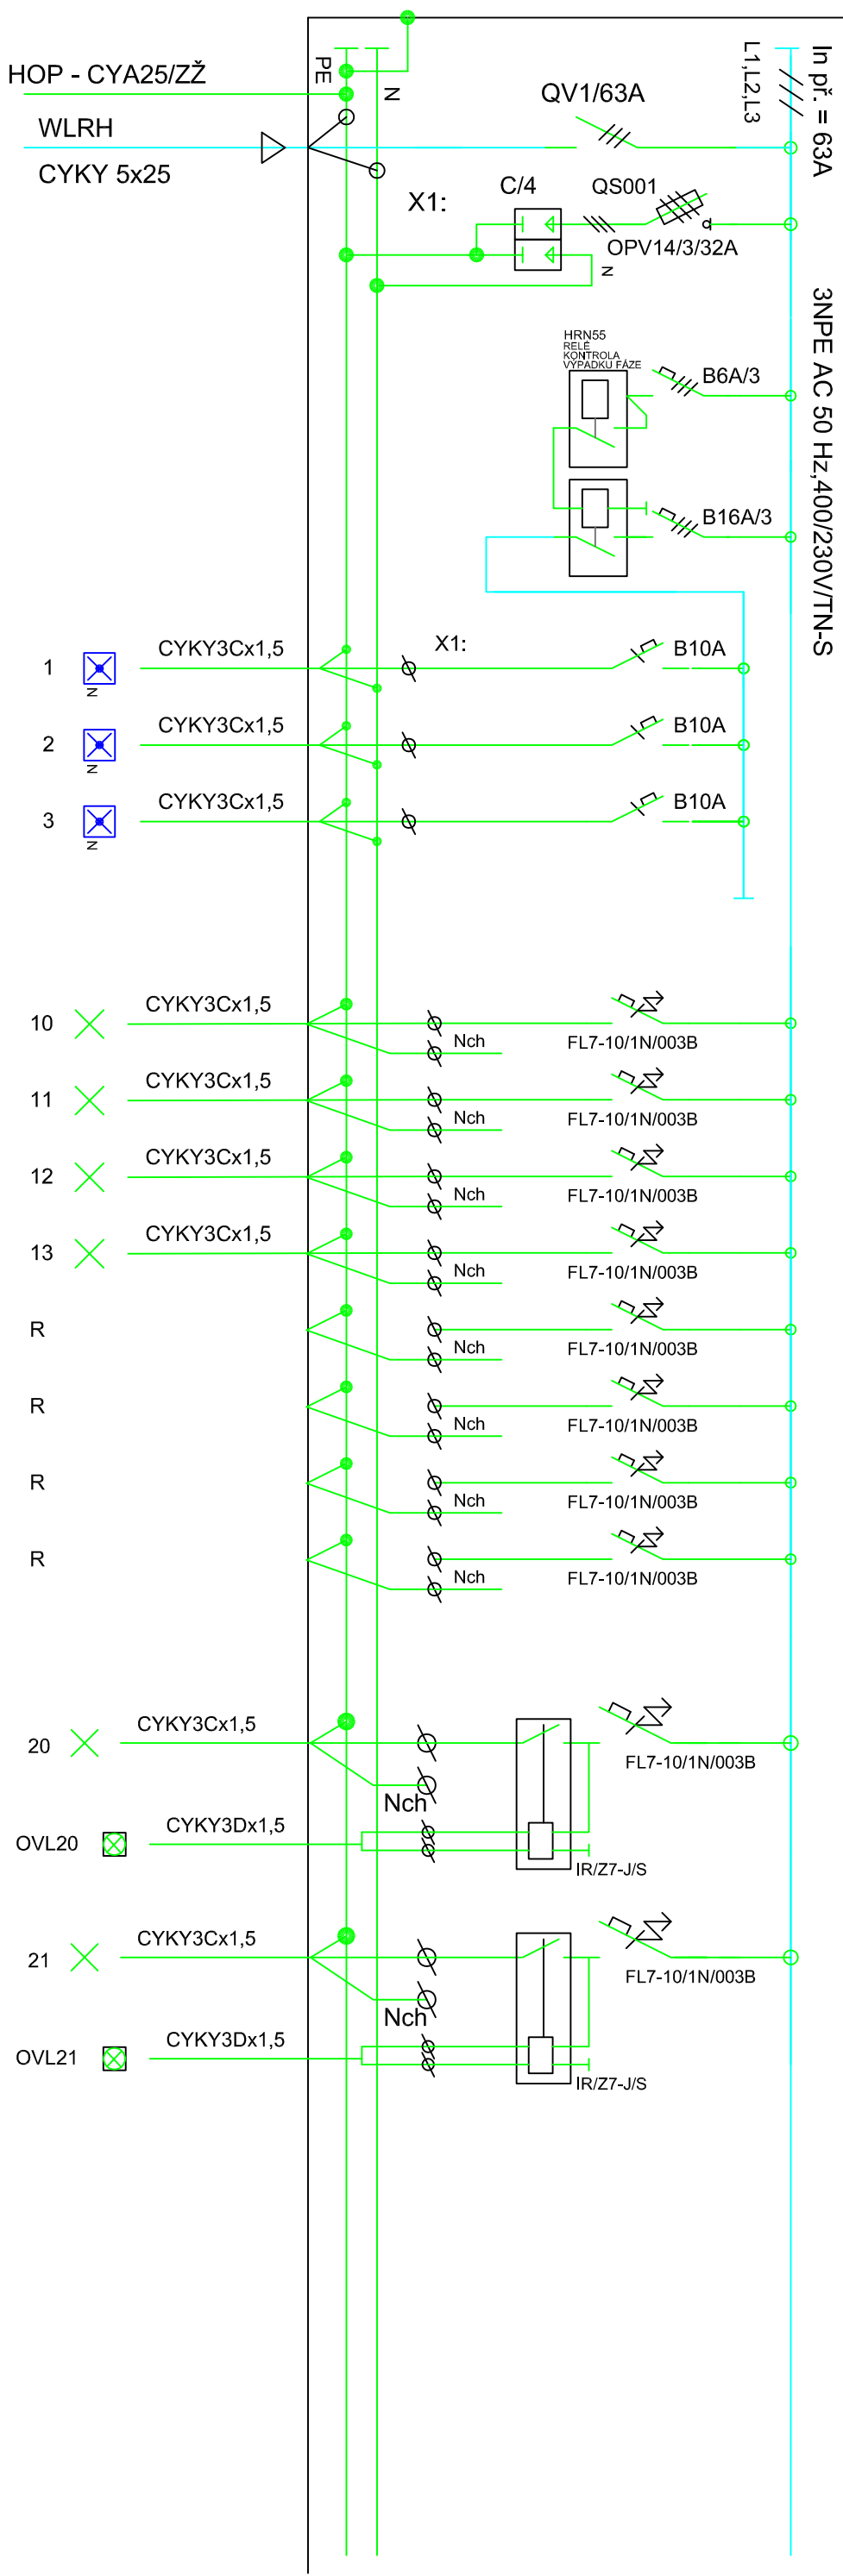 In př. = 63A
3NPE AC 50 Hz,400/230V/TN-S
L1,L2,L3
PE
N
HOP - CYA25/ZŽ
WLRH
CYKY 5x25
QV1/63A
X1:
C/4
QS001
OPV14/3/32A
N
HRN55
RELÉ
KONTROLA
VÝPADKU FÁZE
B6A/3
B16A/3
1
N
CYKY3Cx1,5
X1:
B10A
2
N
CYKY3Cx1,5
B10A
3
N
CYKY3Cx1,5
B10A
10
CYKY3Cx1,5
Nch
FL7-10/1N/003B
11
CYKY3Cx1,5
Nch
FL7-10/1N/003B
12
CYKY3Cx1,5
Nch
FL7-10/1N/003B
13
CYKY3Cx1,5
Nch
FL7-10/1N/003B
R
Nch
FL7-10/1N/003B
R
Nch
FL7-10/1N/003B
R
Nch
FL7-10/1N/003B
R
Nch
FL7-10/1N/003B
20
CYKY3Cx1,5
Nch
FL7-10/1N/003B
OVL20
CYKY3Dx1,5
IR/Z7-J/S
21
CYKY3Cx1,5
Nch
FL7-10/1N/003B
OVL21
CYKY3Dx1,5
IR/Z7-J/S